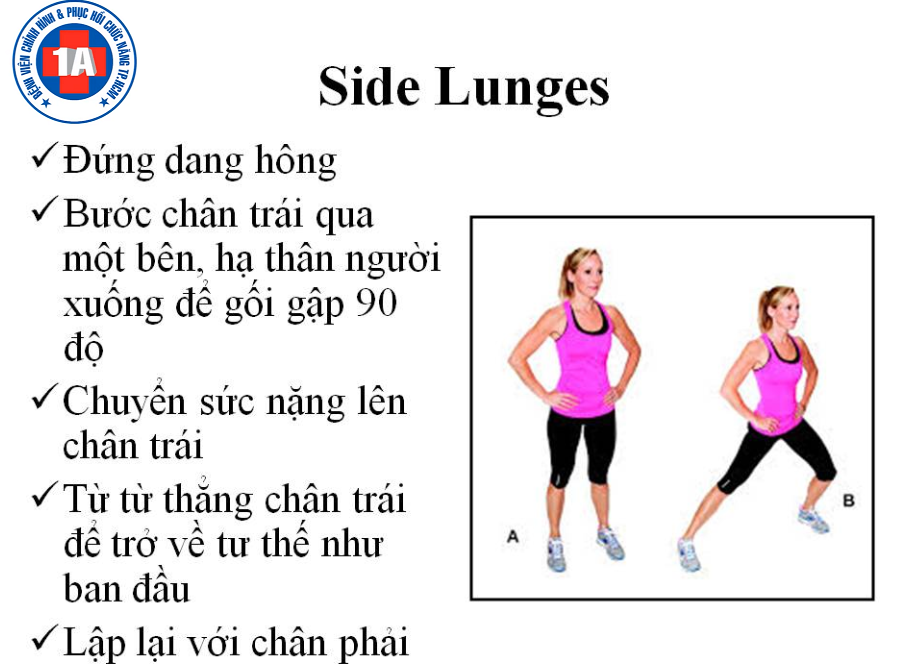 BỆNH VIỆN CHỈNH HÌNH & PHỤC HỒI CHỨC NĂNG TP.HCM
1A
Side Lunges
✓Đứng dang hông
✓Bước chân trái qua
một bên, hạ thân người
xuống để gối gập 90
độ
✓Chuyển sức nặng lên
chân trái
✓Từ từ thẳng chân trái
để trở về tư thế như
ban đầu
✓Lập lại với chân phải
A
B